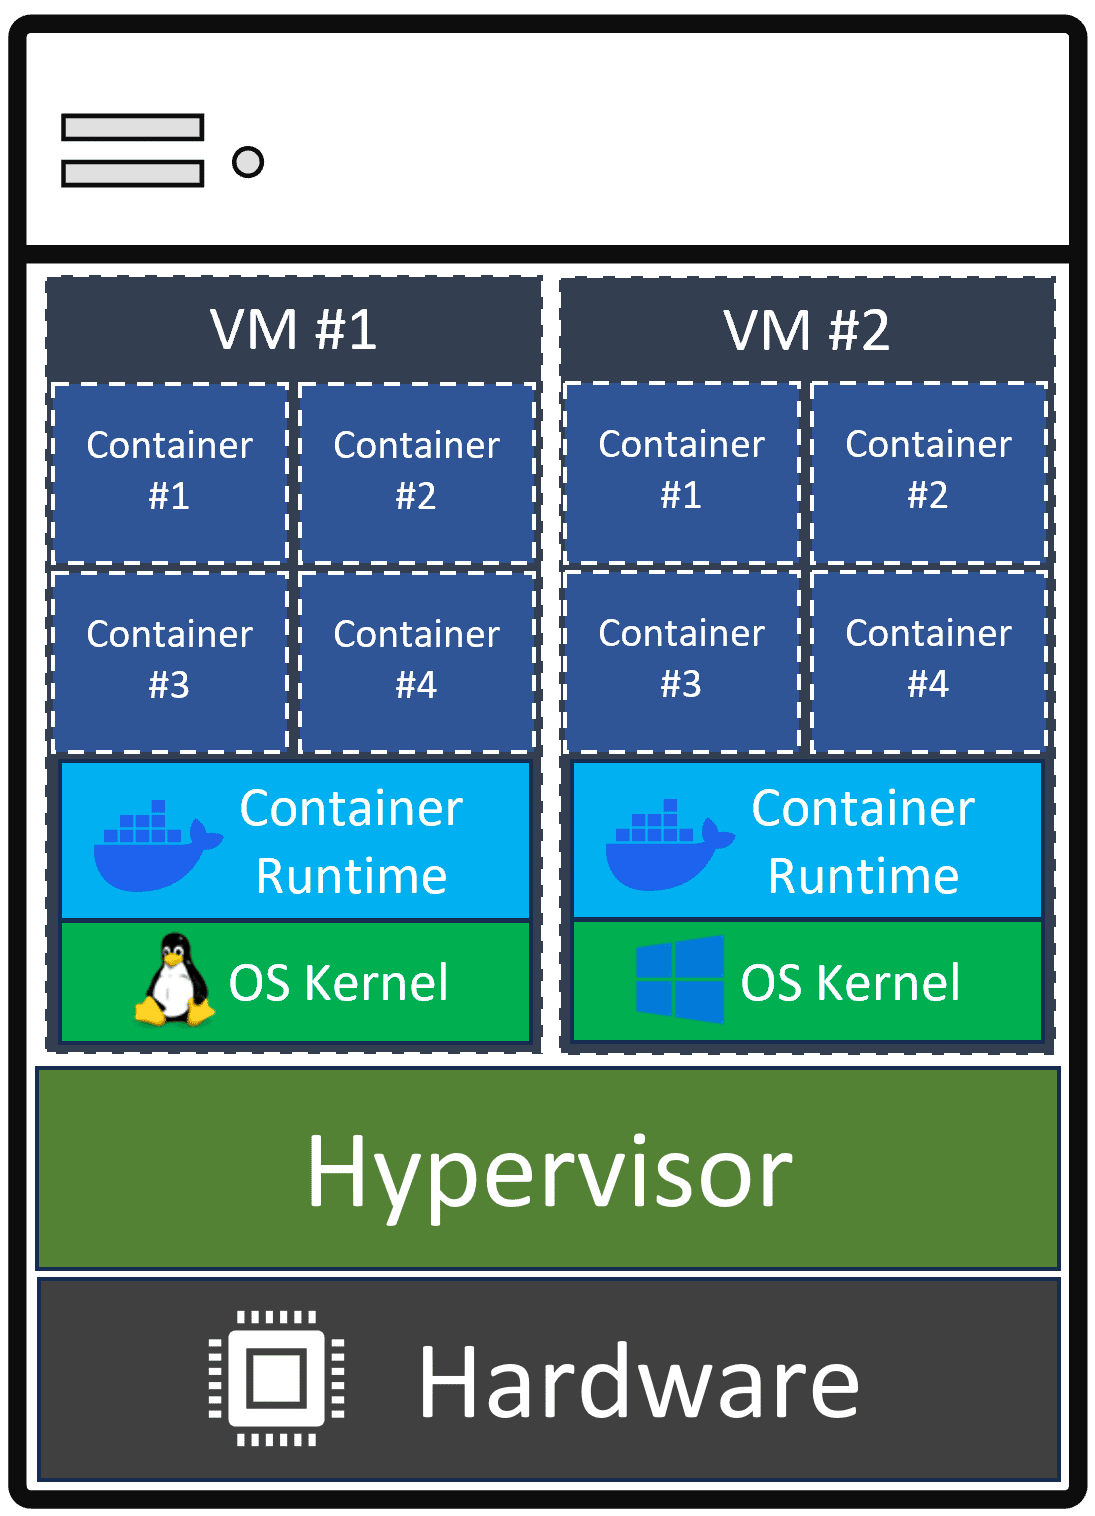 VM #1
Container
#1
Container
#2
Container
#3
Container
#4
Container
Runtime
OS Kernel
VM #2
Container
#1
Container
#2
Container
#3
Container
#4
Container
Runtime
OS Kernel
Hypervisor
Hardware